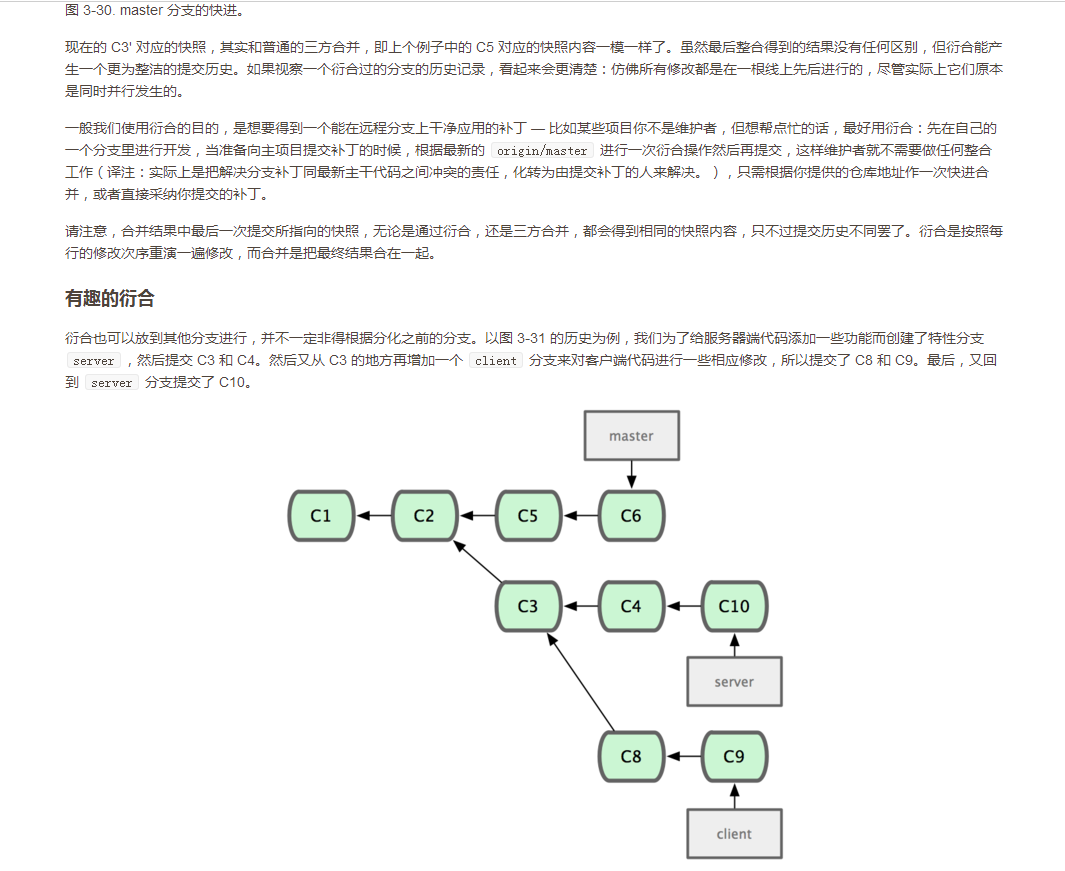 图 3-30. master 分支的快进。
现在的 C3' 对应的快照，其实和普通的三方合并，即上个例子中的 C5 对应的快照内容一模一样了。虽然最后整合得到的结果没有任何区别，但衍合能产
生一个更为整洁的提交历史。如果视察一个衍合过的分支的历史记录，看起来会更清楚：仿佛所有修改都是在一根线上先后进行的，尽管实际上它们原本
是同时并行发生的。
一般我们使用衍合的目的，是想要得到一个能在远程分支上干净应用的补丁 — 比如某些项目你不是维护者，但想帮点忙的话，最好用衍合：先在自己的
一个分支里进行开发，当准备向主项目提交补丁的时候，根据最新的 origin/master 进行一次衍合操作然后再提交，这样维护者就不需要做任何整合
工作（译注：实际上是把解决分支补丁同最新主干代码之间冲突的责任，化转为由提交补丁的人来解决。），只需根据你提供的仓库地址作一次快进合
并，或者直接采纳你提交的补丁。
请注意，合并结果中最后一次提交所指向的快照，无论是通过衍合，还是三方合并，都会得到相同的快照内容，只不过提交历史不同罢了。衍合是按照每
行的修改次序重演一遍修改，而合并是把最终结果合在一起。
有趣的衍合
衍合也可以放到其他分支进行，并不一定非得根据分化之前的分支。以图 3-31 的历史为例，我们为了给服务器端代码添加一些功能而创建了特性分支
server ，然后提交 C3 和 C4。然后又从 C3 的地方再增加一个 client 分支来对客户端代码进行一些相应修改，所以提交了 C8 和 C9。最后，又回
到 server 分支提交了 C10。
master
C1 C2 C5 C6
C3 C4 C10
server
C8 C9
client